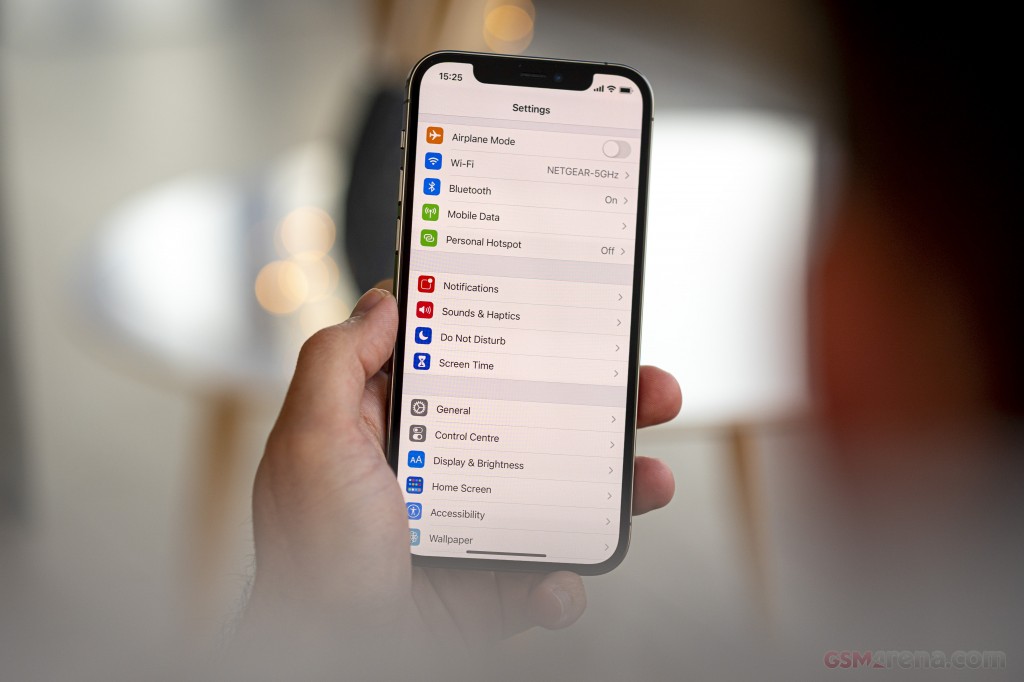 15:25
Settings
Airplane Mode
Wi-Fi NETGEAR-5GHz
Bluetooth On
Mobile Data
Personal Hotspot Off
Notifications
Sounds & Haptics
Do Not Disturb
Screen Time
General
Control Centre
AA Display & Brightness
Home Screen
Accessibility
Wallpaper
GSMarena.com